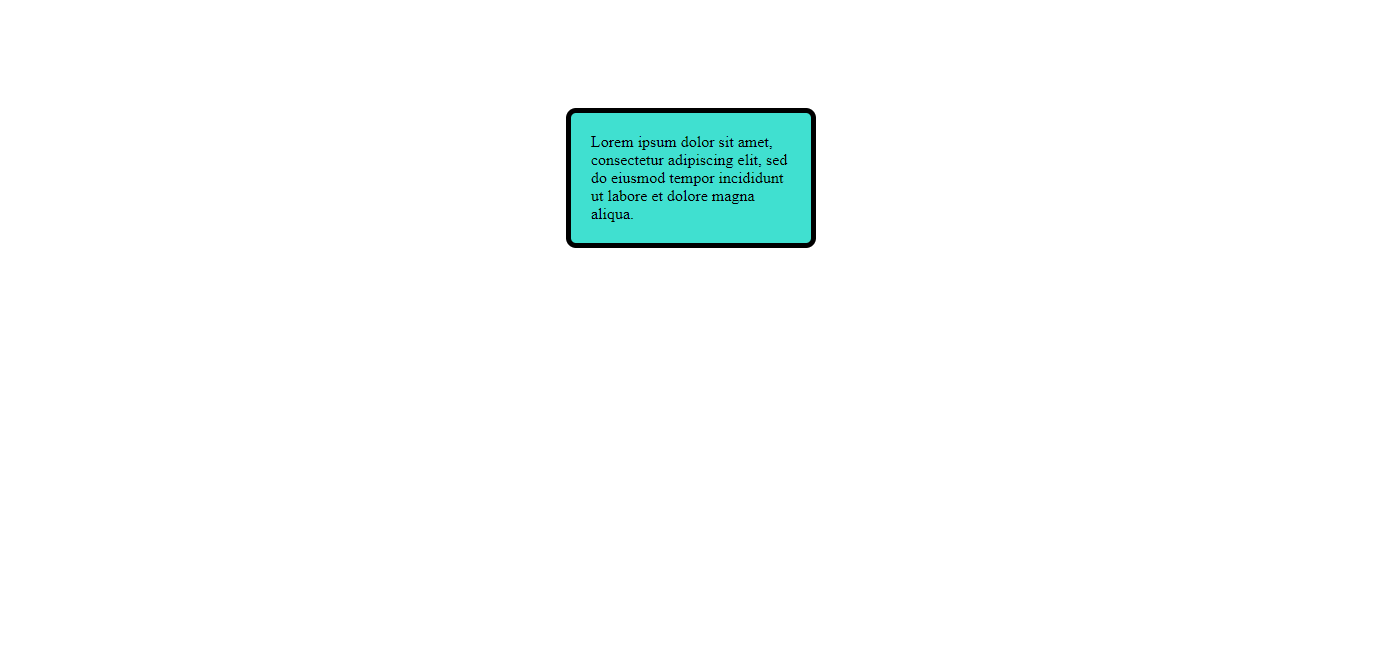 Lorem ipsum dolor sit amet,
consectetur adipiscing elit, sed
do eiusmod tempor incididunt
ut labore et dolore magna
aliqua.